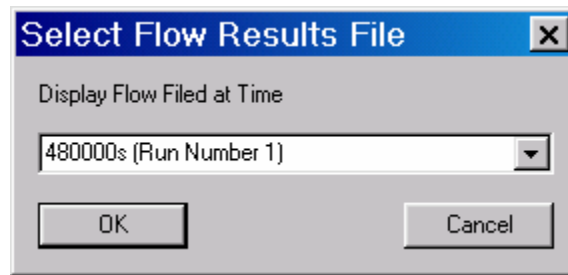 Select Flow Results File
Display Flow Filed at Time
480000s (Run Number 1)
OK Cancel